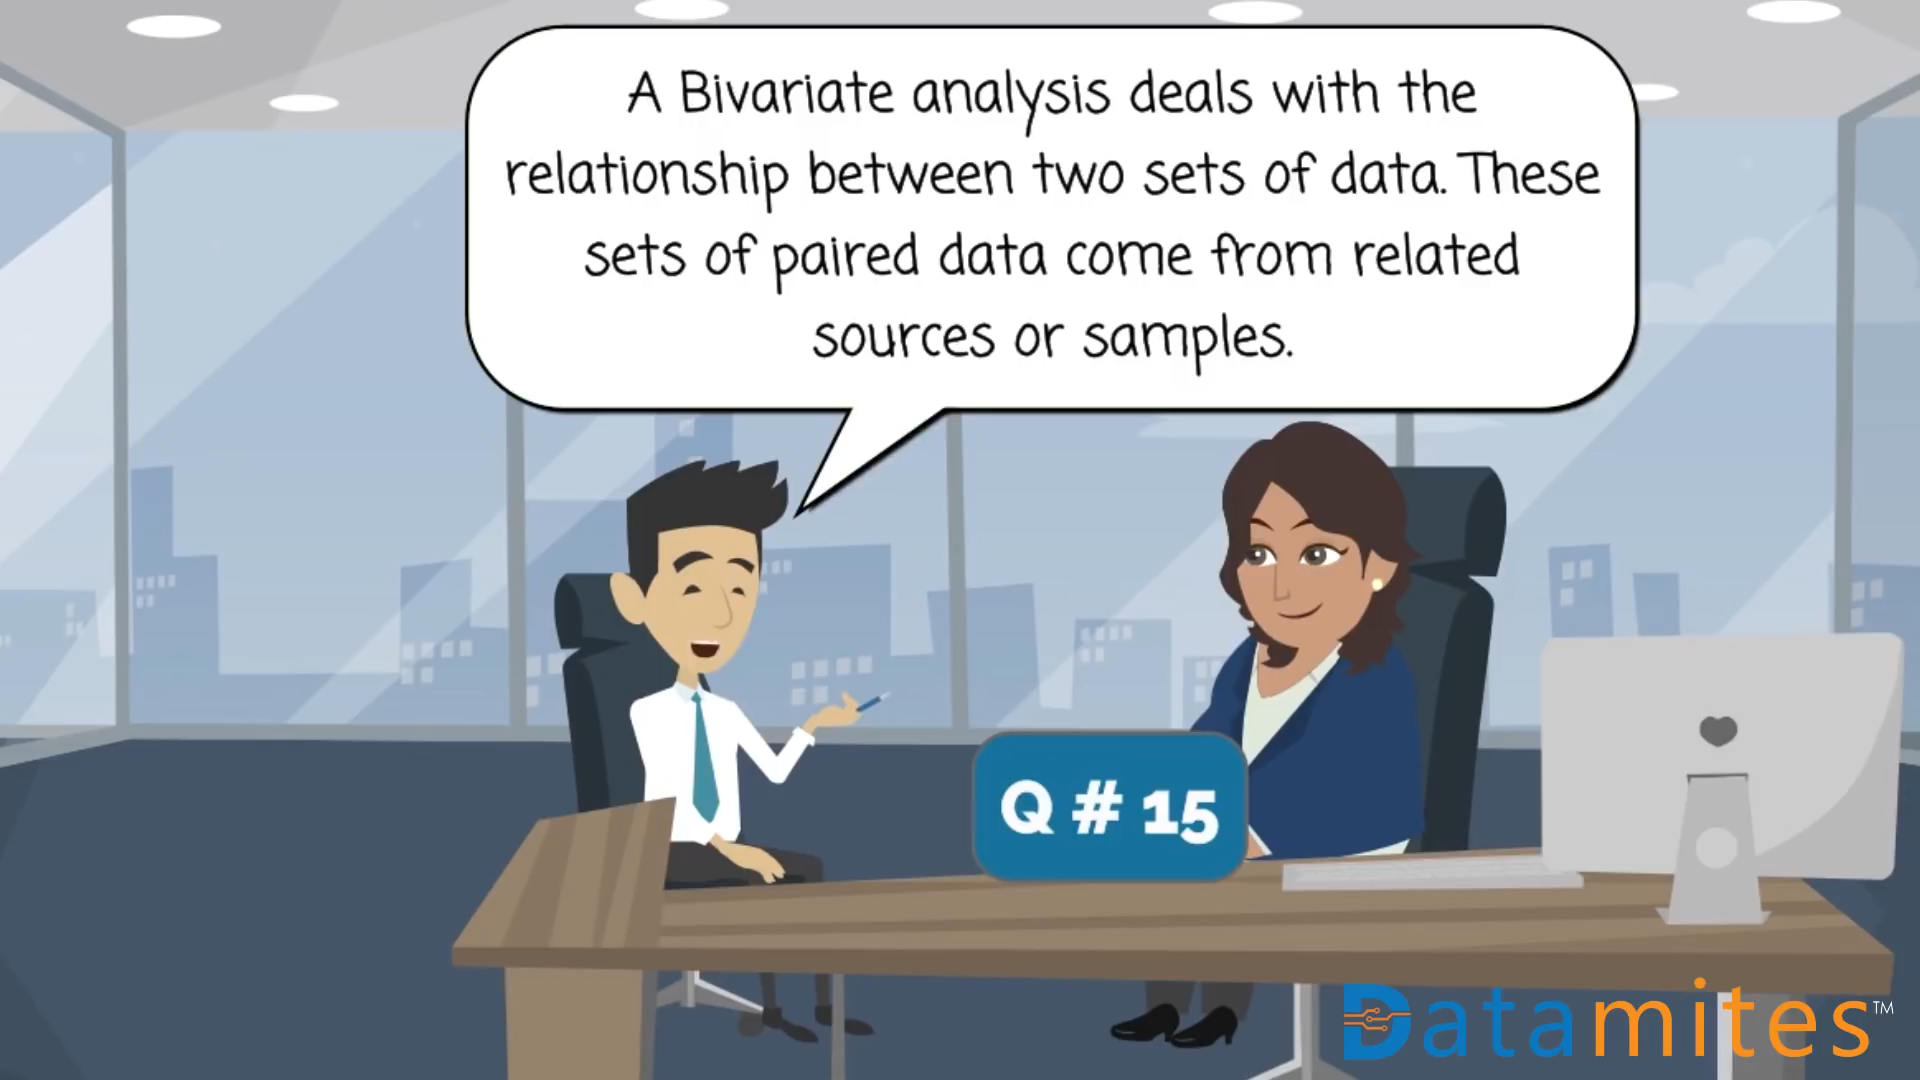 A Bivariate analysis deals with the
relationship between two sets of data. These
sets of paired data come from related
sources or samples.
Q # 15
Datamites™